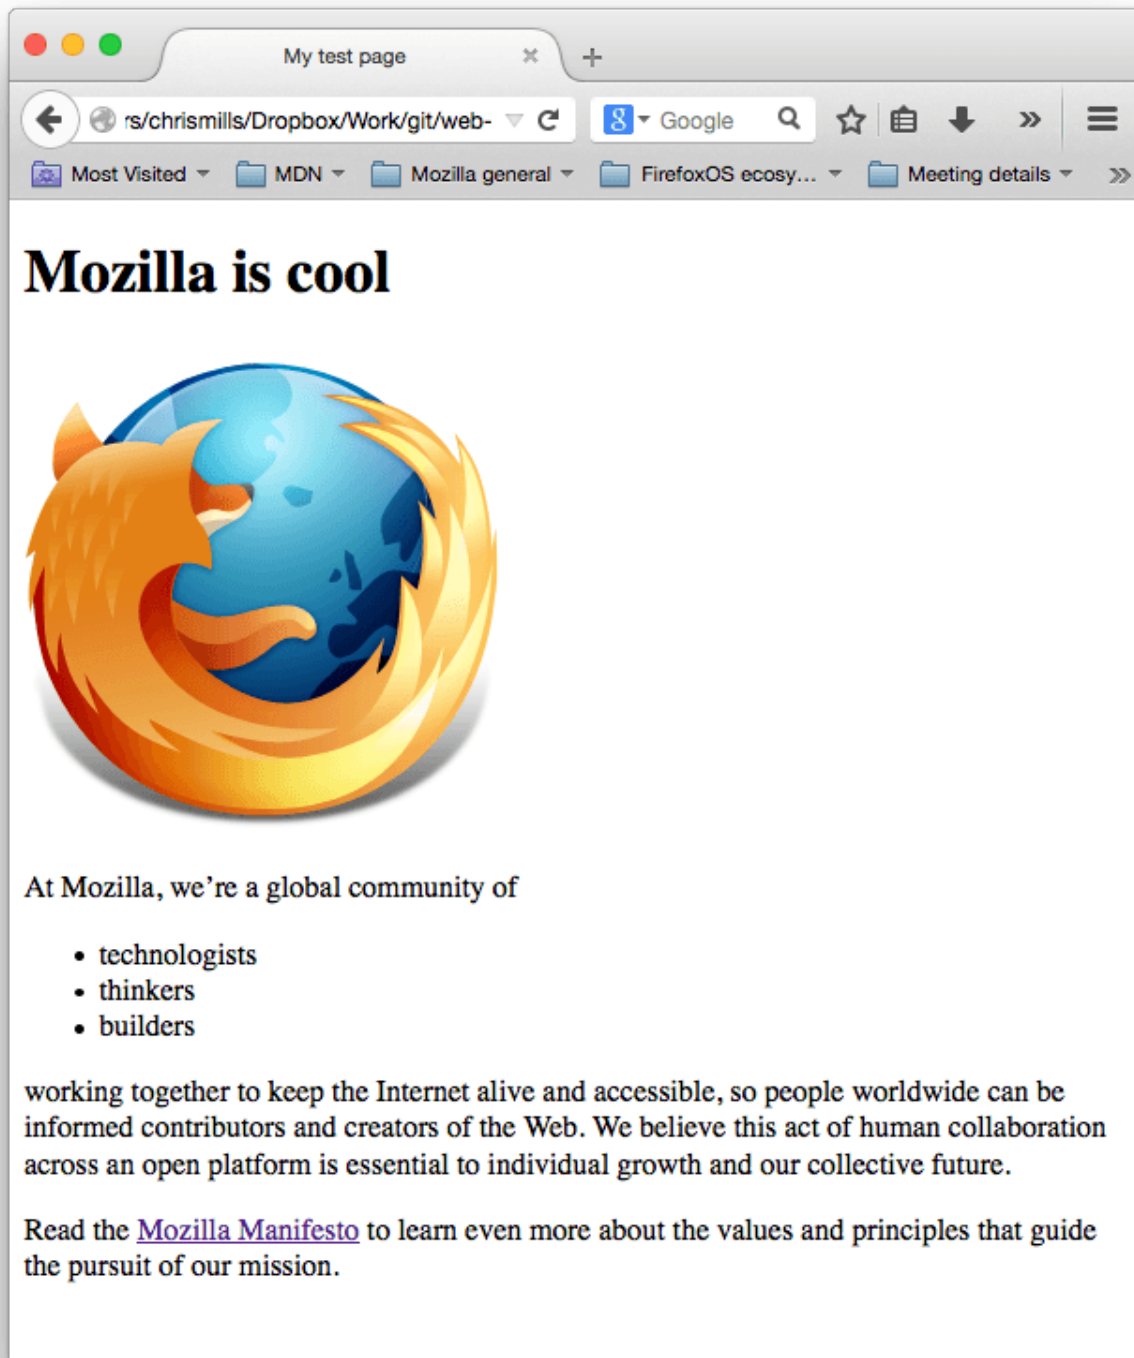 My test page
rs/chrismills/Dropbox/Work/git/web-
8 Google
Most Visited MDN Mozilla general FirefoxOS ecosy... Meeting details
Mozilla is cool
At Mozilla, we’re a global community of
• technologists
• thinkers
• builders
working together to keep the Internet alive and accessible, so people worldwide can be
informed contributors and creators of the Web. We believe this act of human collaboration
across an open platform is essential to individual growth and our collective future.
Read the Mozilla Manifesto to learn even more about the values and principles that guide
the pursuit of our mission.